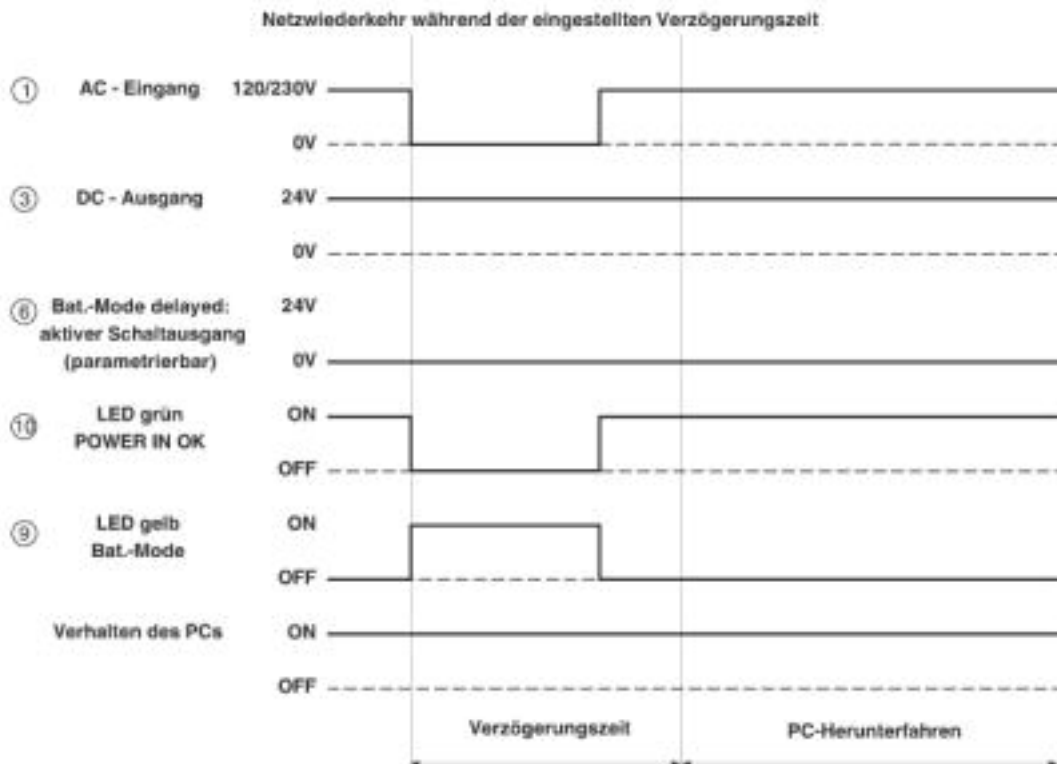 Netzwiederkehr während der eingestellten Verzögerungszeit
1 AC - Eingang 120/230V
0V
3 DC - Ausgang 24V
0V
6 Bat.-Mode delayed: 24V
aktiver Schaltausgang
(parametrierbar) 0V
10 LED grün ON
POWER IN OK
OFF
9 LED gelb ON
Bat.-Mode
OFF
Verhalten des PCs ON
OFF
Verzögerungszeit PC-Herunterfahren